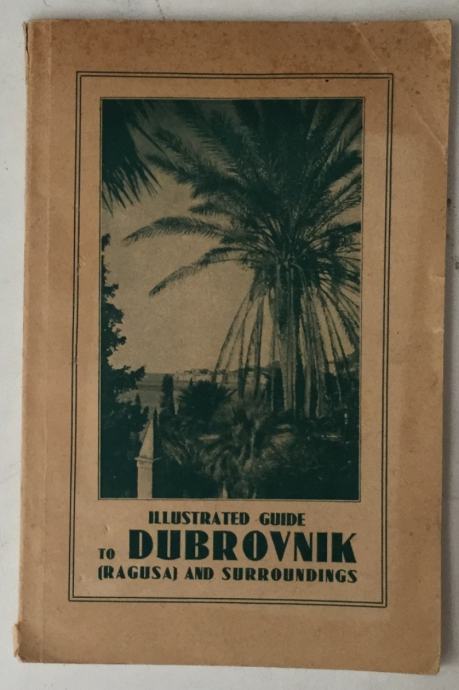 ILLUSTRATED GUIDE
TO DUBROVNIK
(RAGUSA) AND SURROUNDINGS